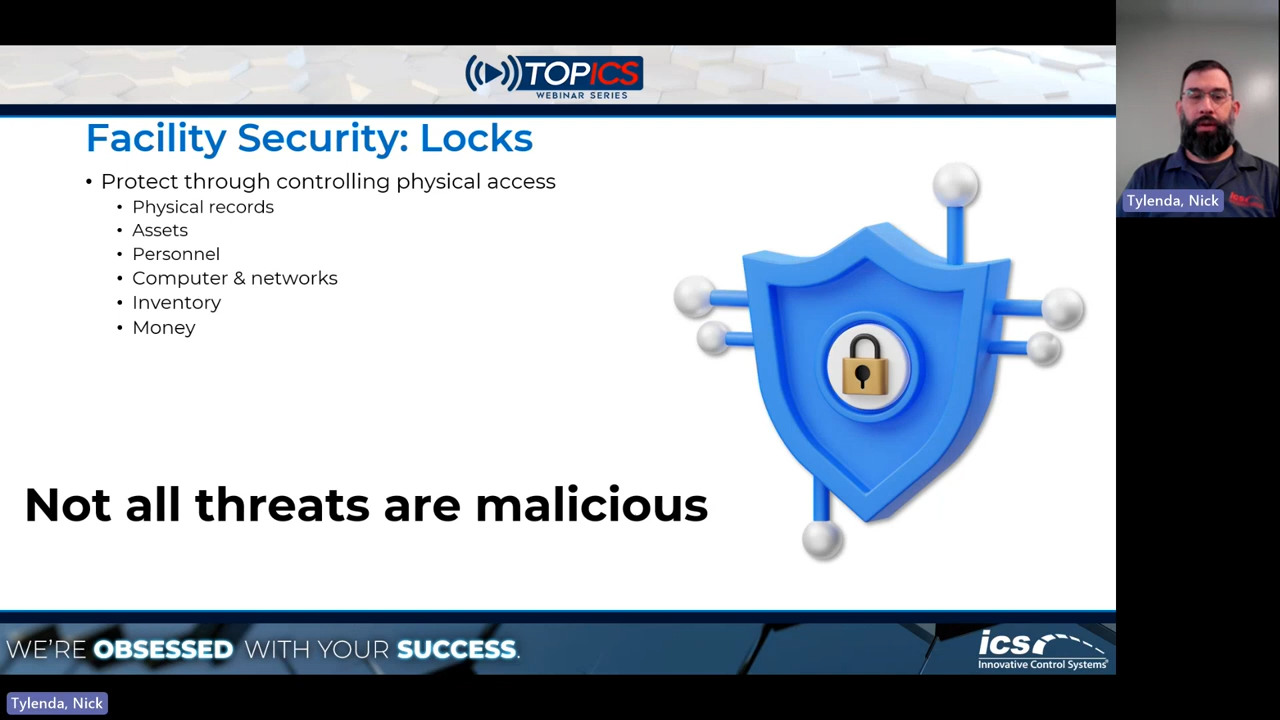 TOPICS
WEBINAR SERIES
Facility Security: Locks
• Protect through controlling physical access
• Physical records
• Assets
• Personnel
• Computer & networks
• Inventory
• Money
Not all threats are malicious
WE'RE OBSESSED WITH YOUR SUCCESS.
ics
Innovative Control Systems®
ics
Tylenda, Nick
Tylenda, Nick